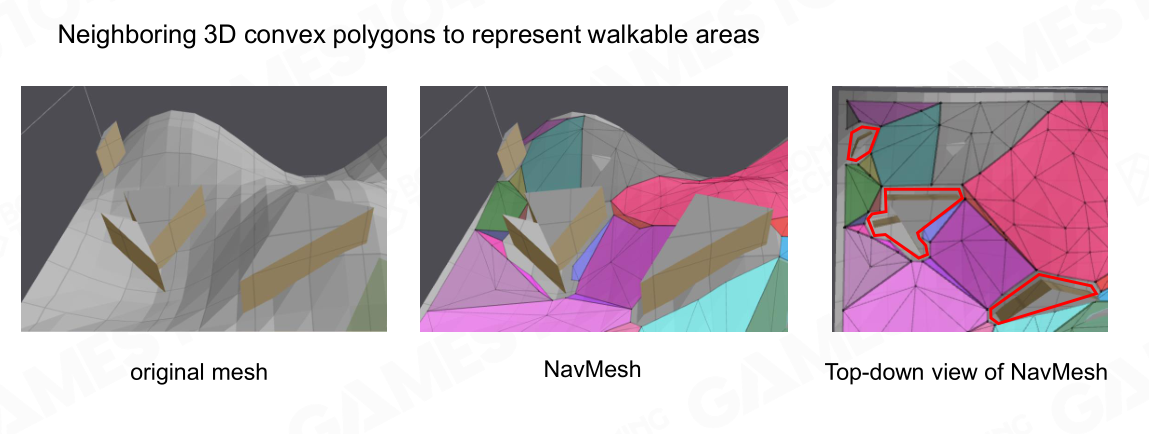 Neighboring 3D convex polygons to represent walkable areas
original mesh
NavMesh
Top-down view of NavMesh